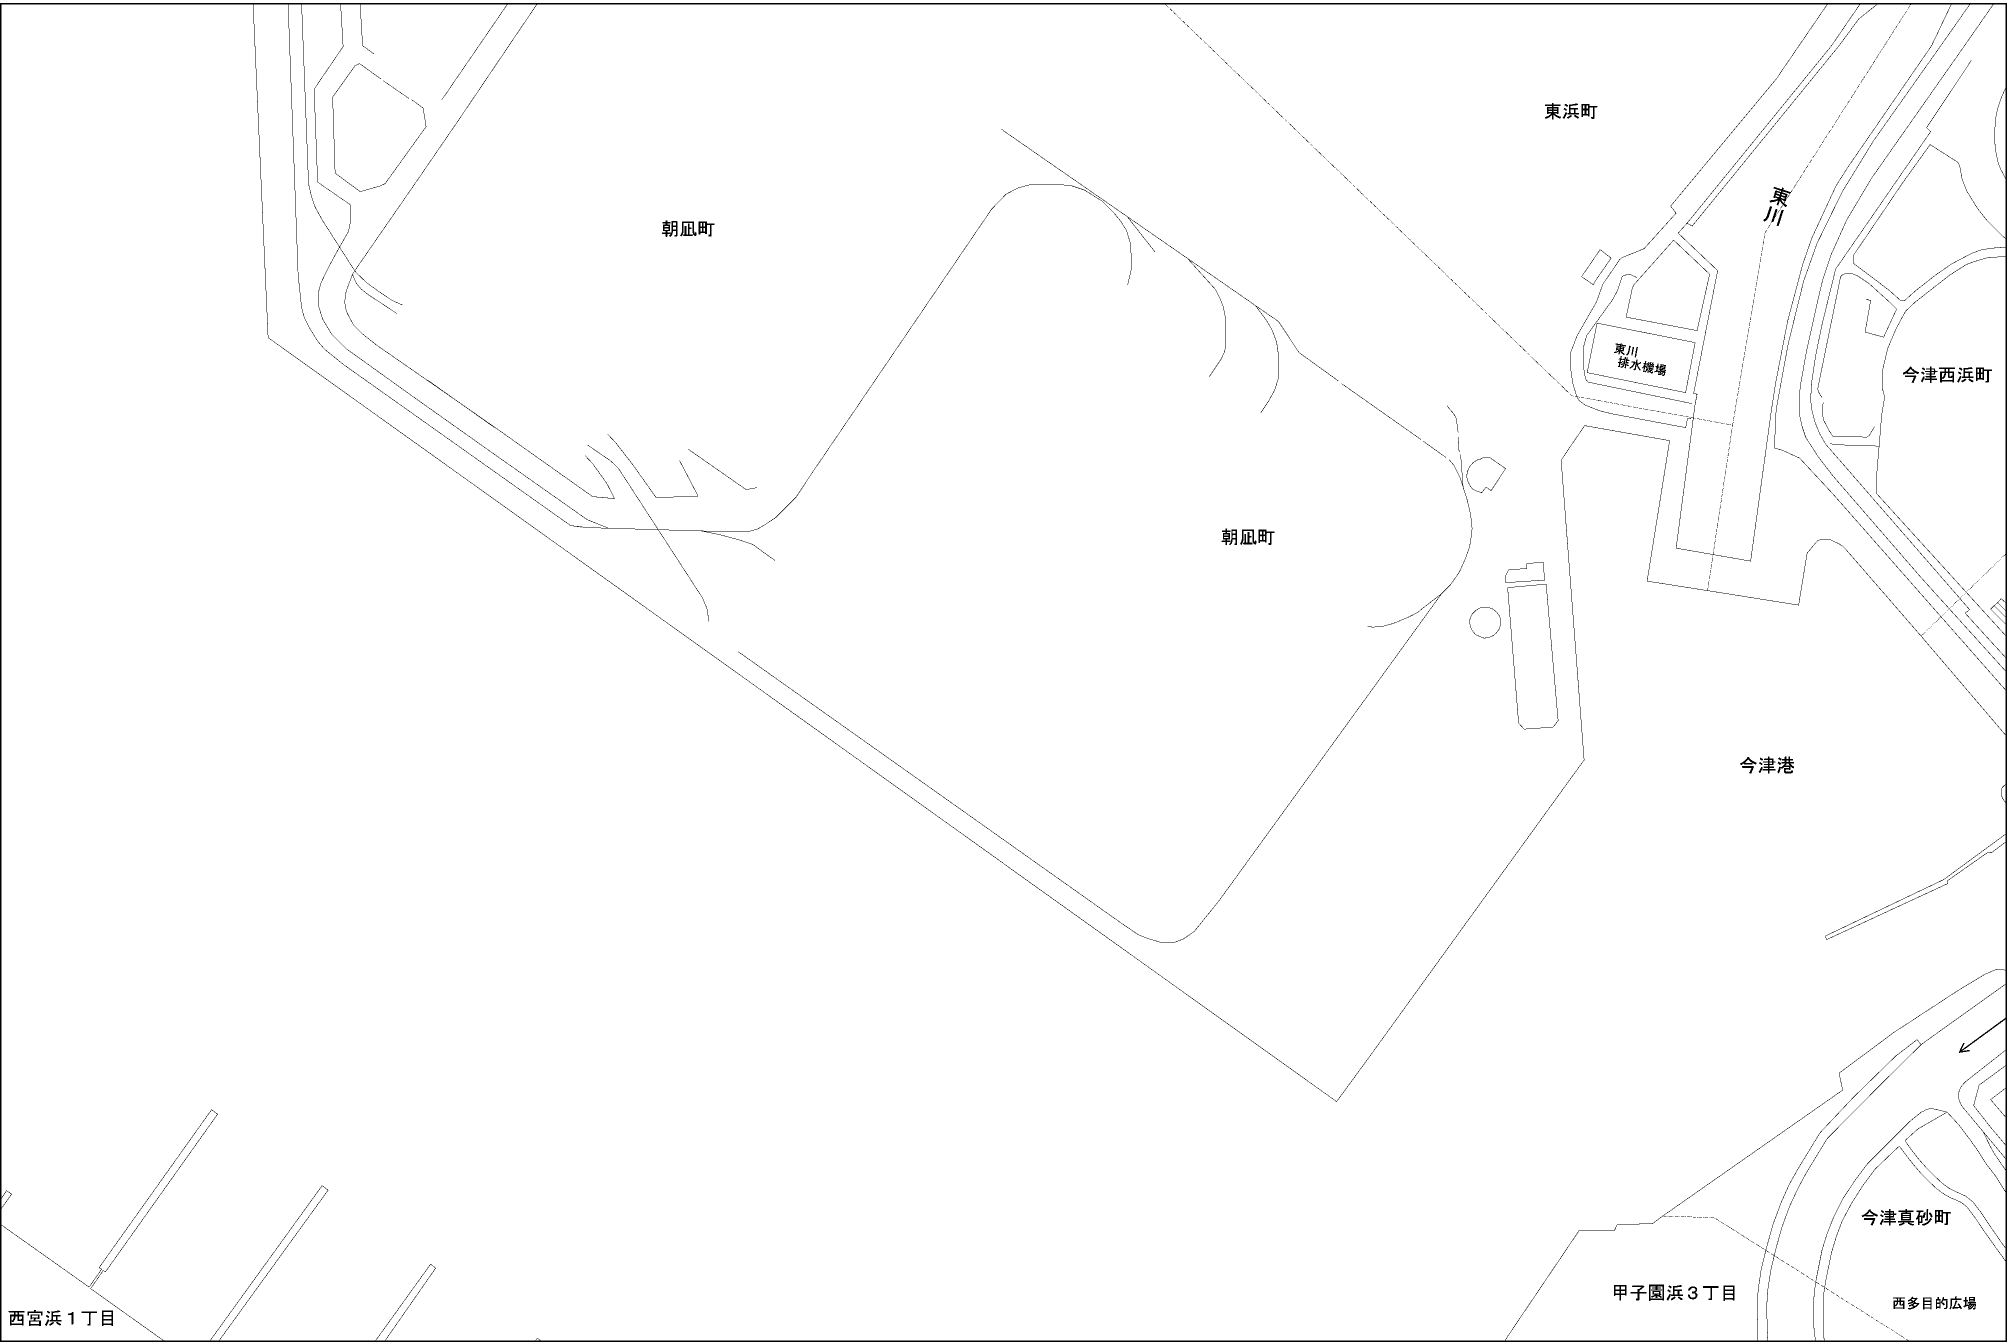 東浜町
東川
朝凪町
東川
排水機場
今津西浜町
朝凪町
今津港
今津真砂町
甲子園浜３丁目
西多目的広場
西宮浜１丁目